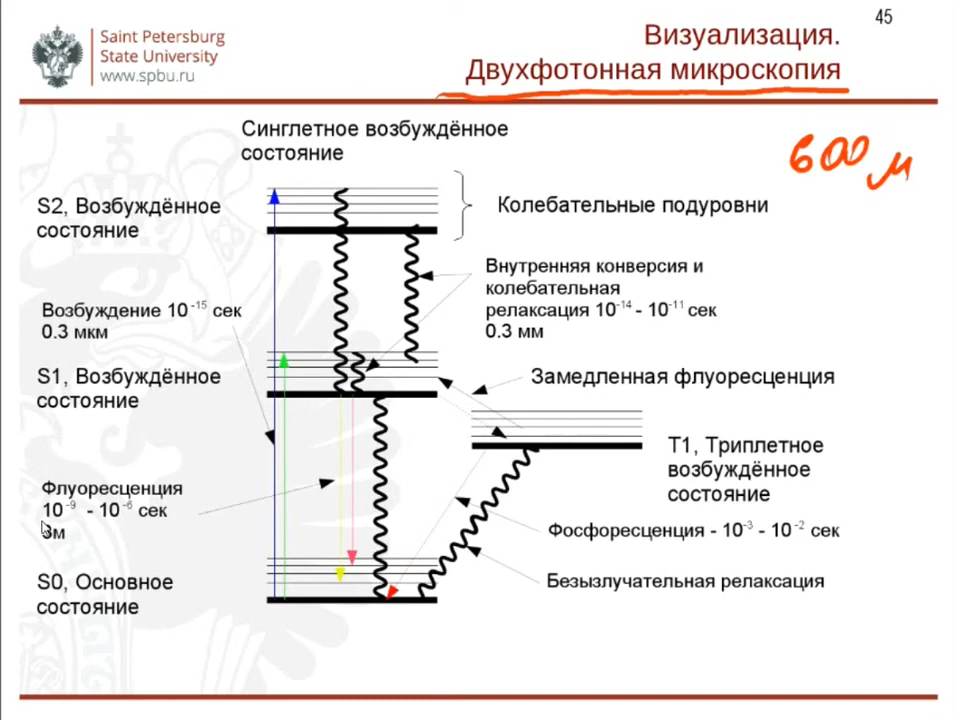 45
Saint Petersburg
State University
www.spbu.ru
Визуализация.
Двухфотонная микроскопия
600 м
Синглетное возбуждённое
состояние
S2, Возбуждённое
состояние
Колебательные подуровни
Внутренняя конверсия и
колебательная
релаксация 10⁻¹⁴ - 10⁻¹¹ сек
0.3 мм
Возбуждение 10⁻¹⁵ сек
0.3 мкм
S1, Возбуждённое
состояние
Замедленная флуоресценция
T1, Триплетное
возбуждённое
состояние
Флуоресценция
10⁻⁹ - 10⁻⁶ сек
3м
Фосфоресценция - 10⁻³ - 10⁻² сек
S0, Основное
состояние
Безызлучательная релаксация